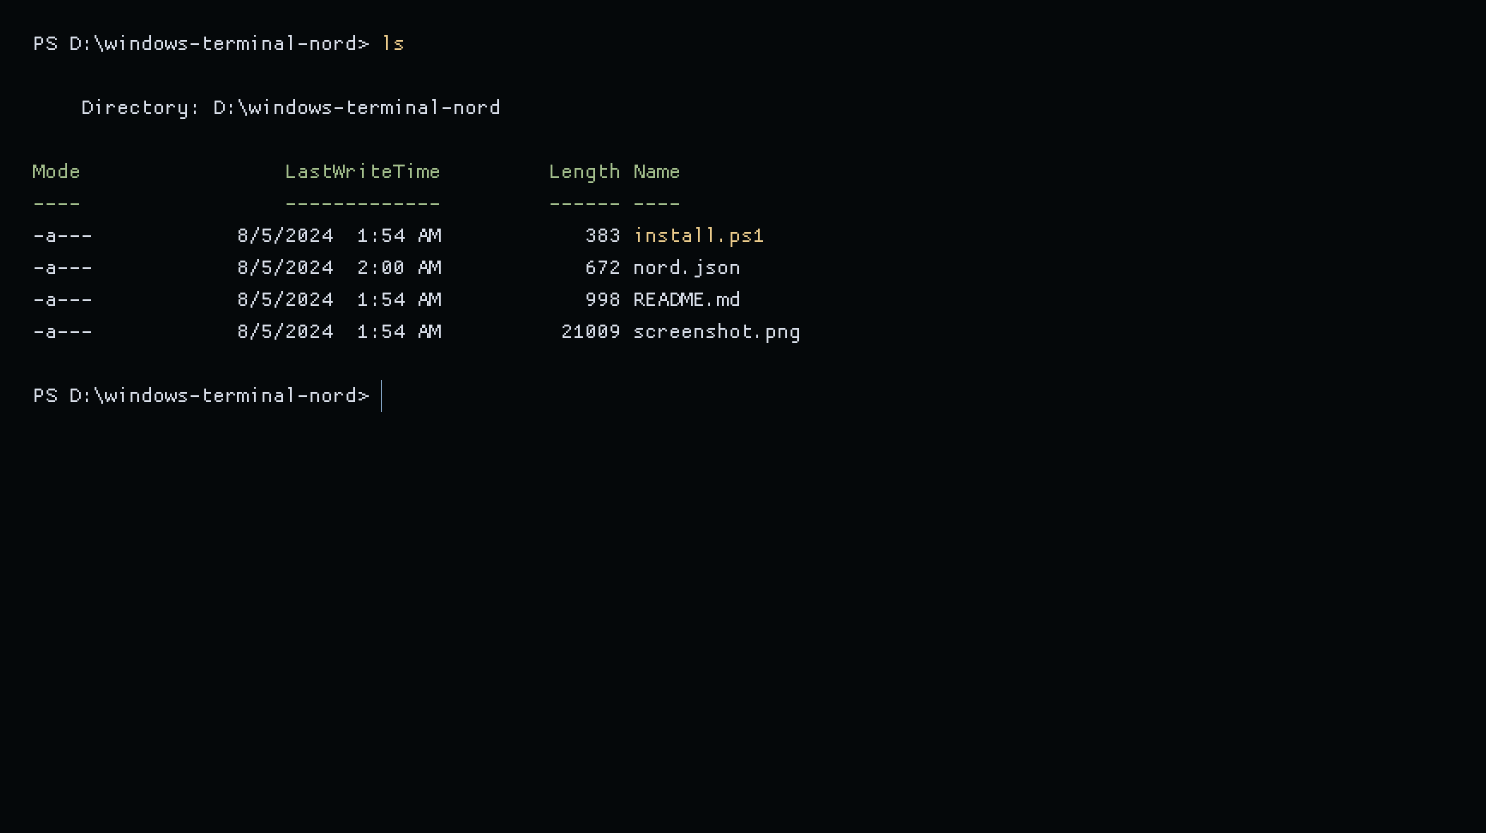 PS D:\windows-terminal-nord> ls
Directory: D:\windows-terminal-nord
Mode                 LastWriteTime         Length Name
----                 -------------         ------ ----
-a---            8/5/2024  1:54 AM            383 install.ps1
-a---            8/5/2024  2:00 AM            672 nord.json
-a---            8/5/2024  1:54 AM            998 README.md
-a---            8/5/2024  1:54 AM          21009 screenshot.png
PS D:\windows-terminal-nord>